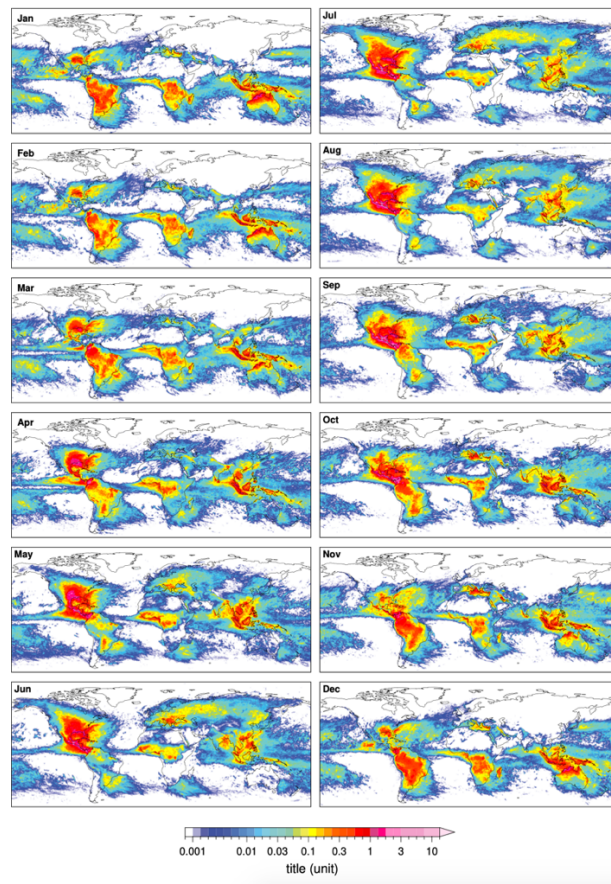 Jan
Jul
Feb
Aug
Mar
Sep
Apr
Oct
May
Nov
Jun
Dec
0.001 0.01 0.03 0.1 0.3 1 3 10
title (unit)